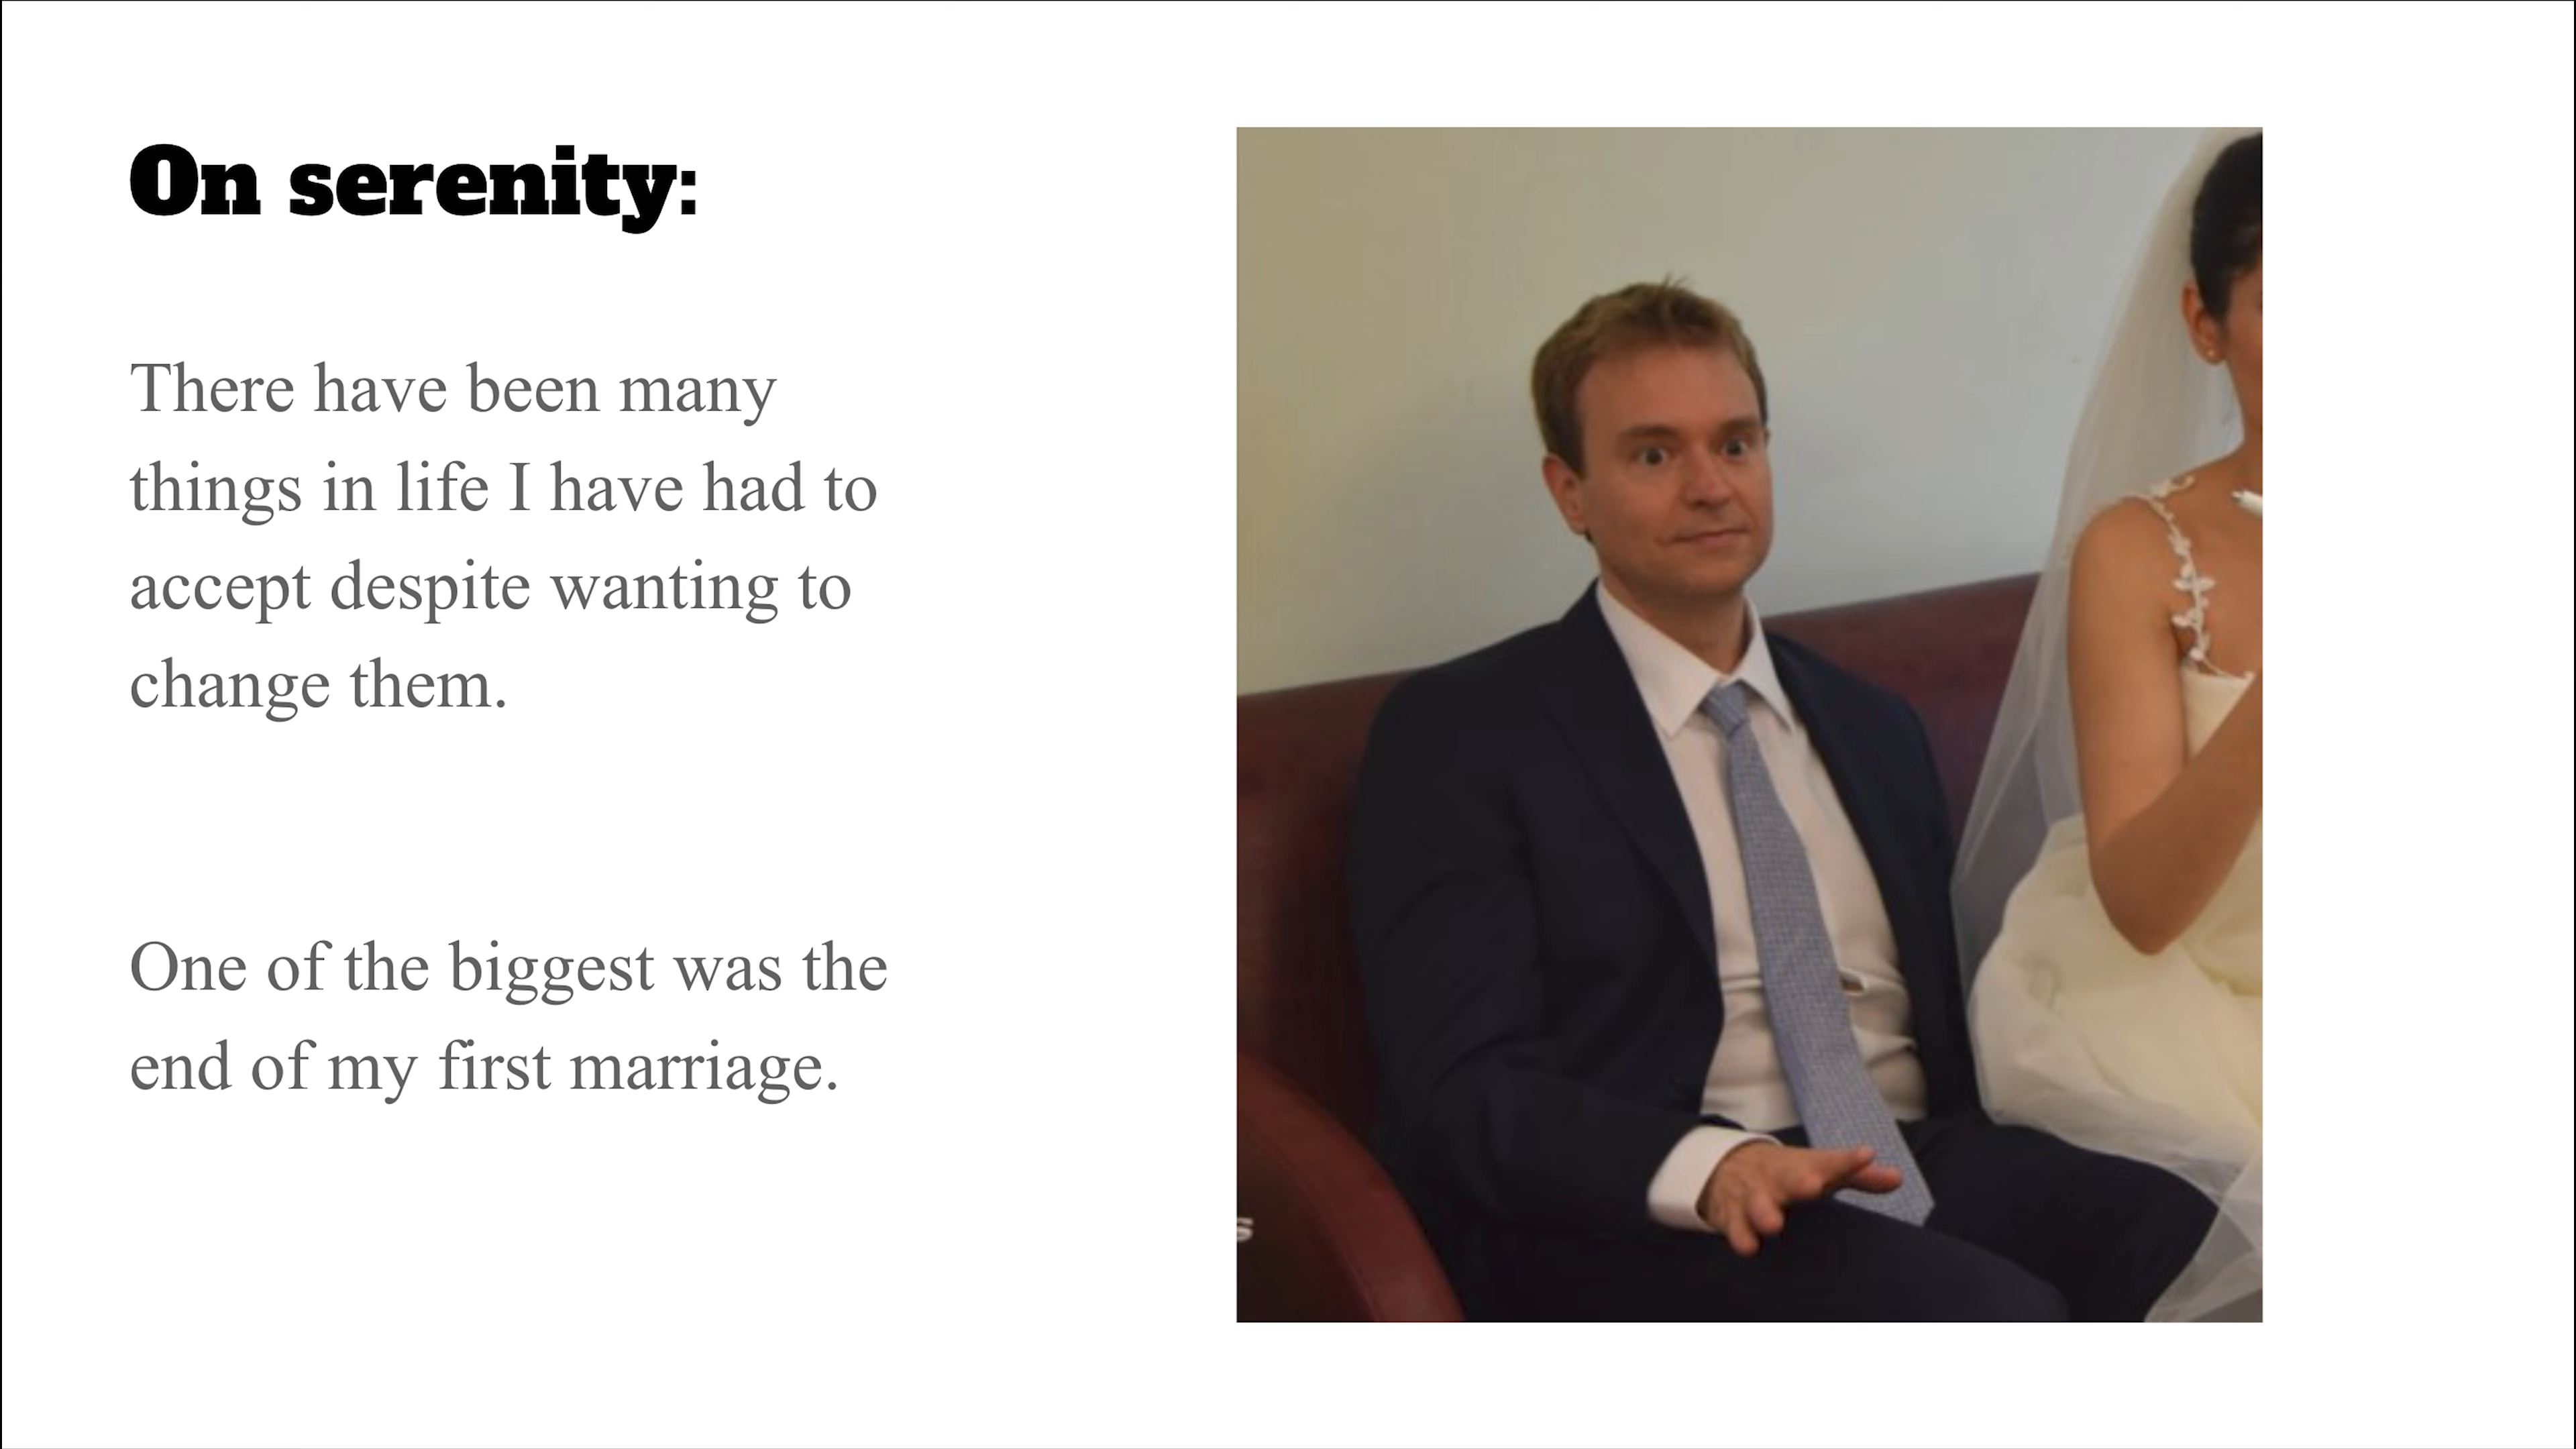 On serenity:
There have been many
things in life I have had to
accept despite wanting to
change them.
One of the biggest was the
end of my first marriage.
s